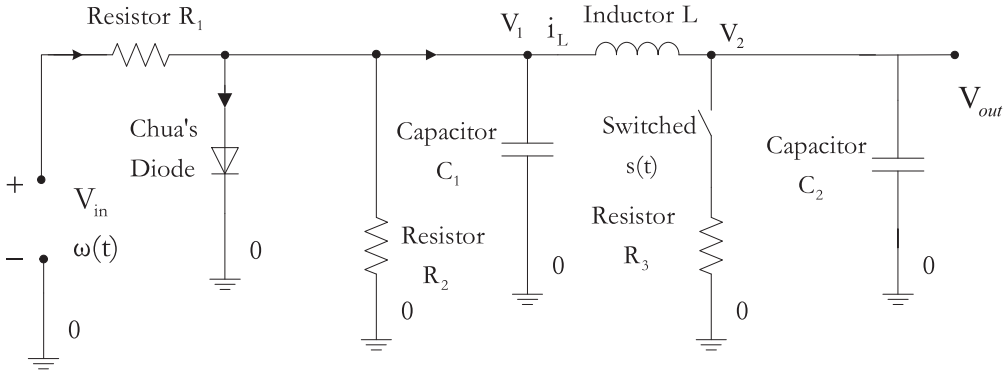 Resistor R1
V1
iL
Inductor L
V2
Vout
Chua's
Diode
Capacitor
C1
Switched
s(t)
Capacitor
C2
+
Vin
−
ω(t)
Resistor
R2
Resistor
R3
0
0
0
0
0
0